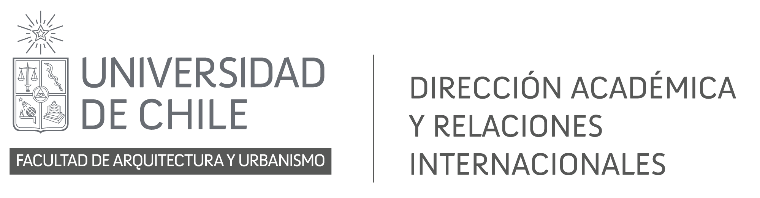 UNIVERSIDAD
DE CHILE
FACULTAD DE ARQUITECTURA Y URBANISMO
DIRECCIÓN ACADÉMICA
Y RELACIONES
INTERNACIONALES